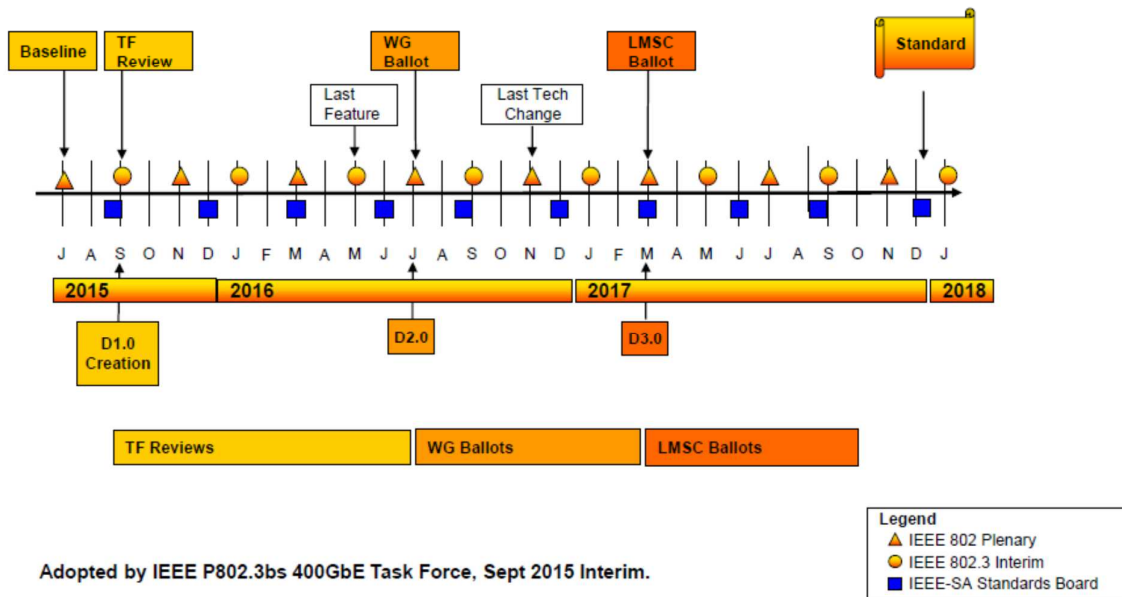 Baseline
TF
Review
WG
Ballot
LMSC
Ballot
Standard
Last
Feature
Last Tech
Change
J A S O N D J F M A M J J A S O N D J F M A M J J A S O N D J
2015 2016 2017 2018
D1.0
Creation
D2.0
D3.0
TF Reviews
WG Ballots
LMSC Ballots
Legend
IEEE 802 Plenary
IEEE 802.3 Interim
IEEE-SA Standards Board
Adopted by IEEE P802.3bs 400GbE Task Force, Sept 2015 Interim.